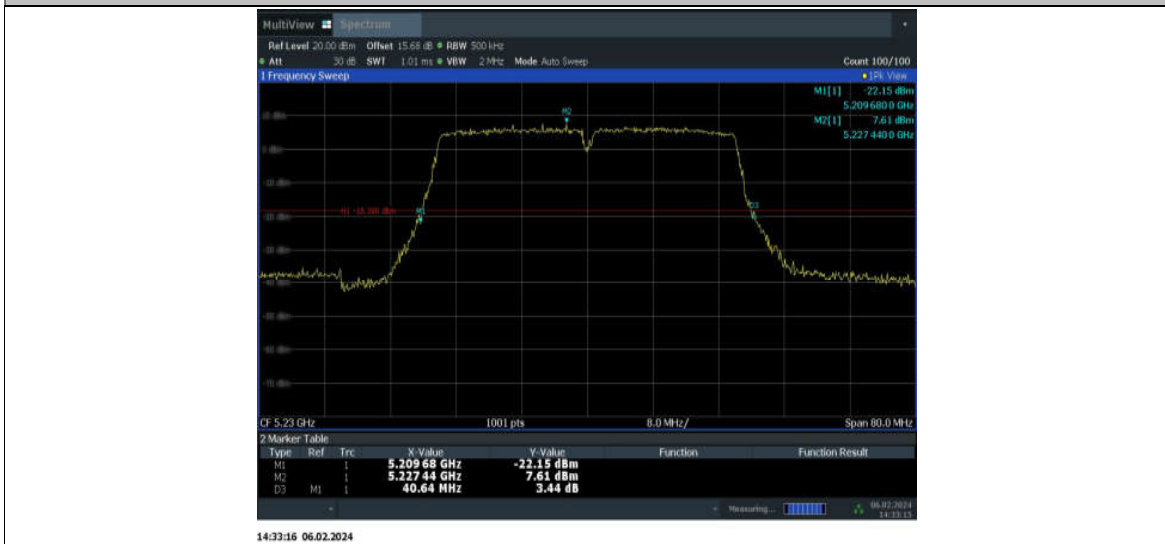 MultiView Spectrum
Ref Level 20.00 dBm Offset 15.68 dB RBW 500 kHz
Att 30 dB SWT 1.01 ms VBW 2 MHz Mode Auto Sweep Count 100/100
1 Frequency Sweep 1Pk View
M1[1] -22.15 dBm
5.209 680 0 GHz
M2[1] 7.61 dBm
5.227 440 0 GHz
M2
M1
D3
CF 5.23 GHz 1001 pts 8.0 MHz/ Span 80.0 MHz
2 Marker Table
Type Ref Trc X-Value Y-Value Function Function Result
M1 1 5.209 68 GHz -22.15 dBm
M2 1 5.227 44 GHz 7.61 dBm
D3 M1 1 40.64 MHz 3.44 dB
Measuring... 06.02.2024
14:33:15
14:33:16 06.02.2024